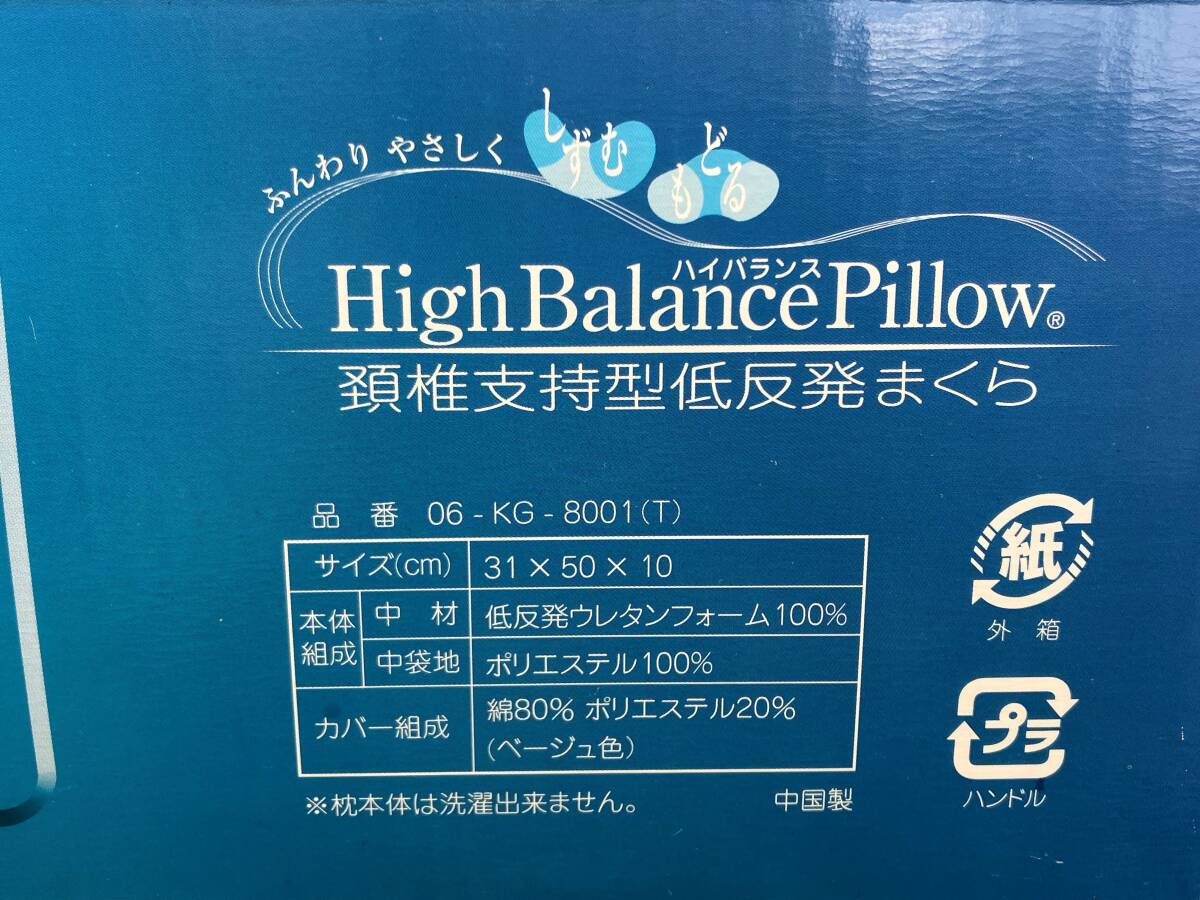 ふんわり やさしく しずむ もどる
ハイバランス
High Balance Pillow®
頚椎支持型低反発まくら
品 番 06 - KG - 8001(T)
サイズ(cm) 31 × 50 × 10
本体組成 中 材 低反発ウレタンフォーム100%
中袋地 ポリエステル100%
カバー組成 綿80% ポリエステル20%
(ベージュ色)
※枕本体は洗濯出来ません。 中国製
紙
外 箱
プラ
ハンドル